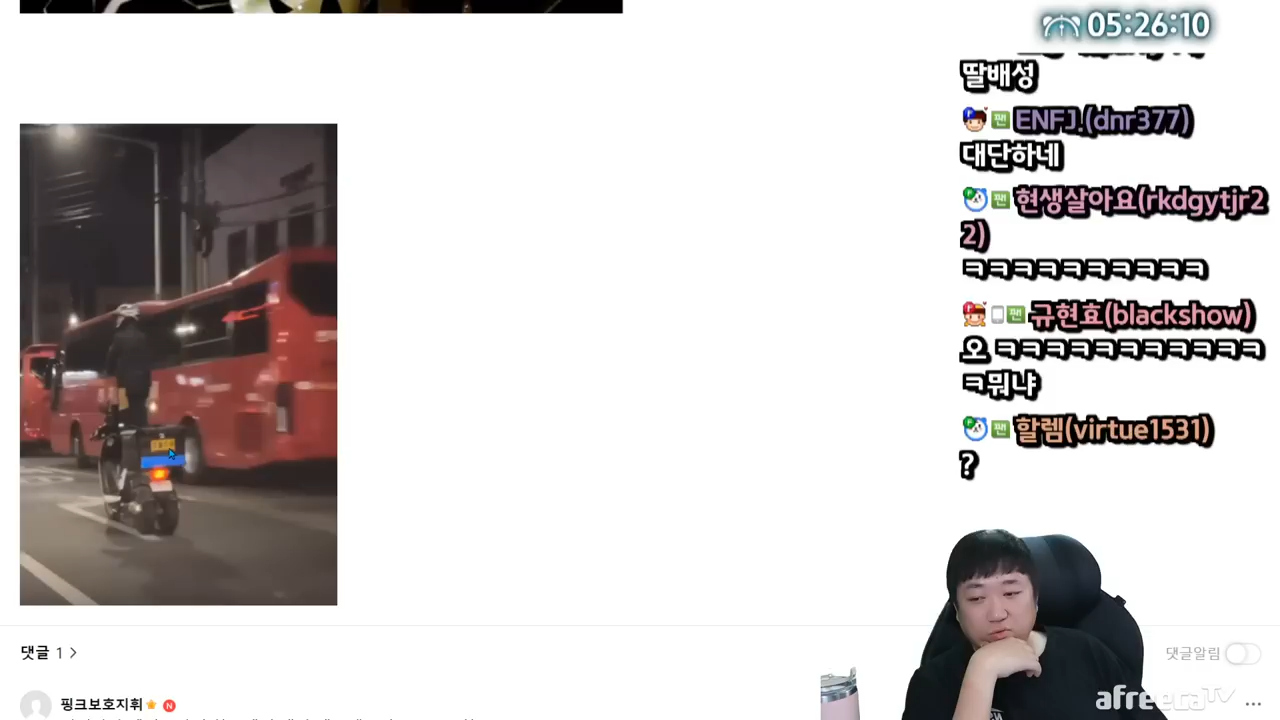 05:26:10
딸배성
ENFJ.(dnr377)
대단하네
현생살아요(rkdgytjr2
2)
ㅋㅋㅋㅋㅋㅋㅋㅋㅋㅋ
규현효(blackshow)
오 ㅋㅋㅋㅋㅋㅋㅋㅋㅋㅋㅋ
ㅋ뭐냐
할렘(virtue1531)
?
댓글 1 >
댓글알림
핑크보호지휘
N
afreecaTV